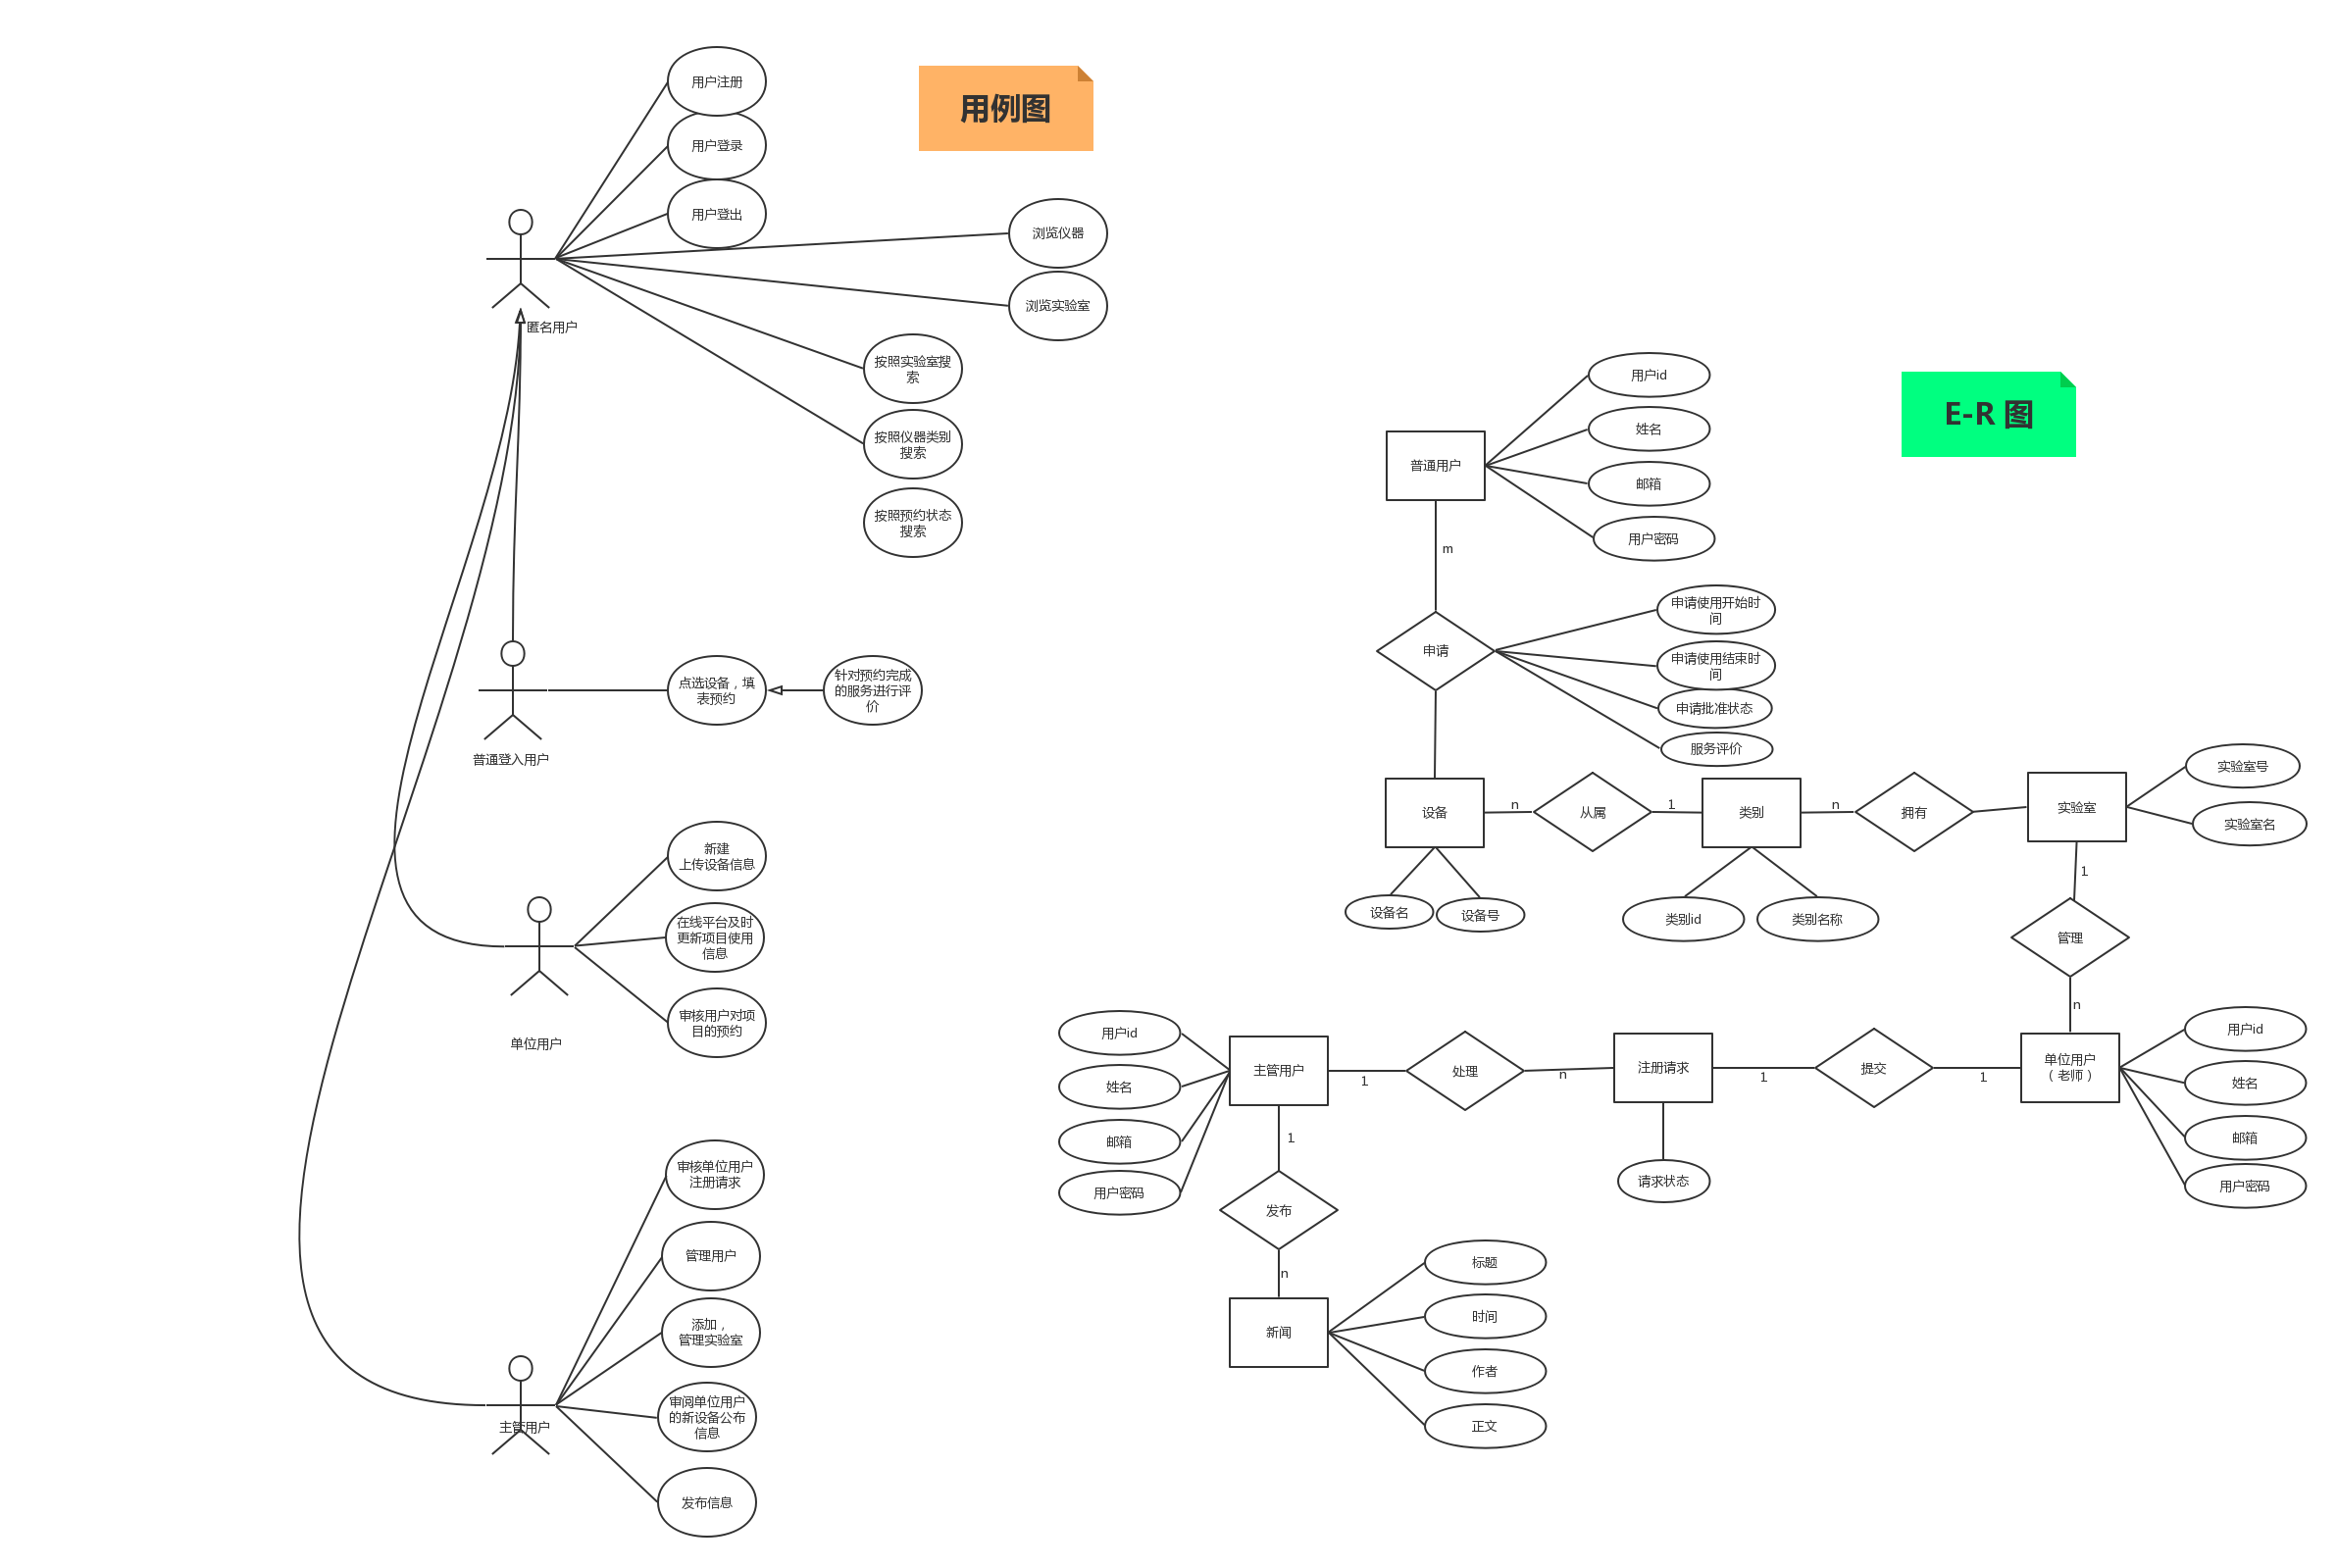 用例图
用户注册
用户登录
用户登出
浏览仪器
浏览实验室
匿名用户
按照实验室搜
索
按照仪器类别
搜索
按照预约状态
搜索
点选设备，填
表预约
针对预约完成
的服务进行评
价
普通登入用户
新建
上传设备信息
在线平台及时
更新项目使用
信息
审核用户对项
目的预约
单位用户
审核单位用户
注册请求
管理用户
添加，
管理实验室
审阅单位用户
的新设备公布
信息
主管用户
发布信息
E-R 图
用户id
姓名
邮箱
用户密码
普通用户
m
申请
申请使用开始时
间
申请使用结束时
间
申请批准状态
服务评价
设备
n
从属
1
类别
n
拥有
实验室
实验室号
实验室名
设备名
设备号
类别id
类别名称
1
管理
n
用户id
姓名
邮箱
用户密码
主管用户
1
处理
n
注册请求
1
提交
1
单位用户
（老师）
用户id
姓名
邮箱
用户密码
请求状态
1
发布
n
新闻
标题
时间
作者
正文